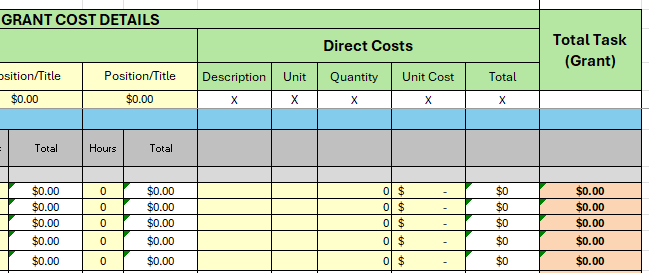 GRANT COST DETAILS
Direct Costs
Total Task
(Grant)
osition/Title Position/Title Description Unit Quantity Unit Cost Total
$0.00 $0.00 X X X X X
Total Hours Total
$0.00 0 $0.00 0 $ - $0 $0.00
$0.00 0 $0.00 0 $ - $0 $0.00
$0.00 0 $0.00 0 $ - $0 $0.00
$0.00 0 $0.00 0 $ - $0 $0.00
$0.00 0 $0.00 0 $ - $0 $0.00